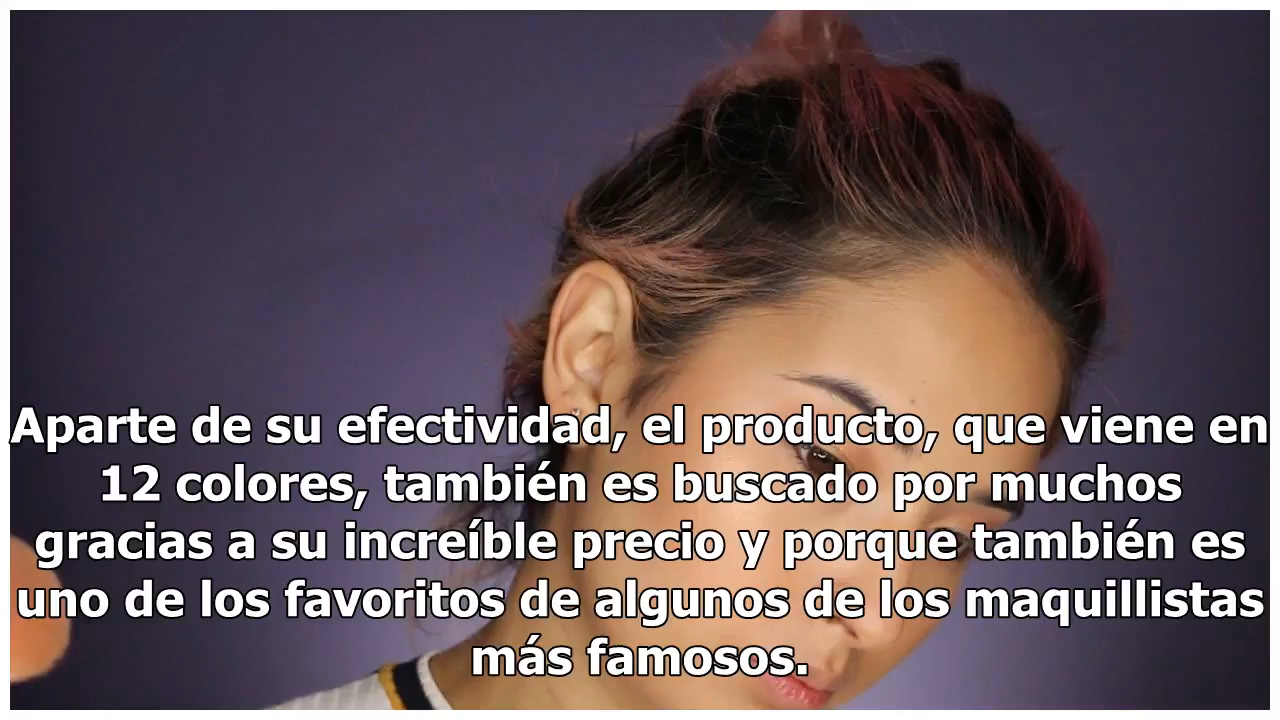 Aparte de su efectividad, el producto, que viene en
12 colores, también es buscado por muchos
gracias a su increíble precio y porque también es
uno de los favoritos de algunos de los maquillistas
más famosos.